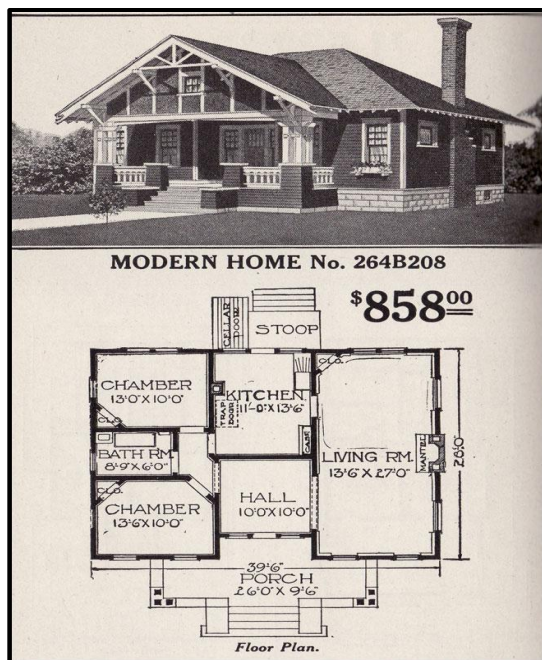 MODERN HOME No. 264B208
$858.00
CELLAR DOOR
STOOP
CHAMBER
13'0"X10'0"
KITCHEN
11'-0"X13'6"
TRAP DOOR
CASE
BATH RM.
8'-9"X6'0"
LIVING RM.
13'6"X27'0"
MANTEL
28'0"
CHAMBER
13'6"X10'0"
HALL
10'0"X10'0"
39'6"
PORCH
26'0"X9'6"
Floor Plan.